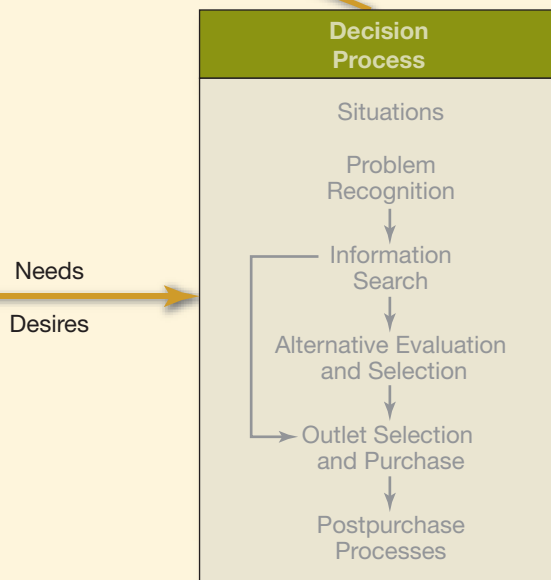 Decision
Process
Situations
Problem
Recognition
Information
Search
Alternative Evaluation
and Selection
Outlet Selection
and Purchase
Postpurchase
Processes
Needs
Desires